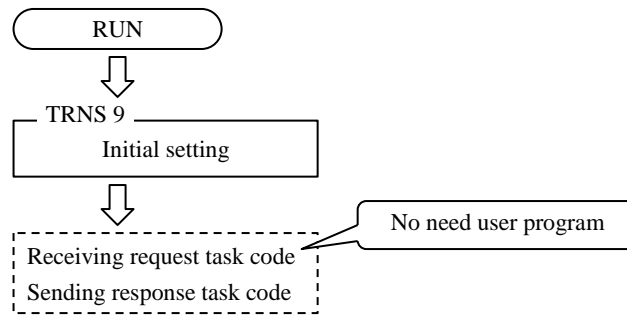 RUN
TRNS 9
Initial setting
No need user program
Receiving request task code
Sending response task code